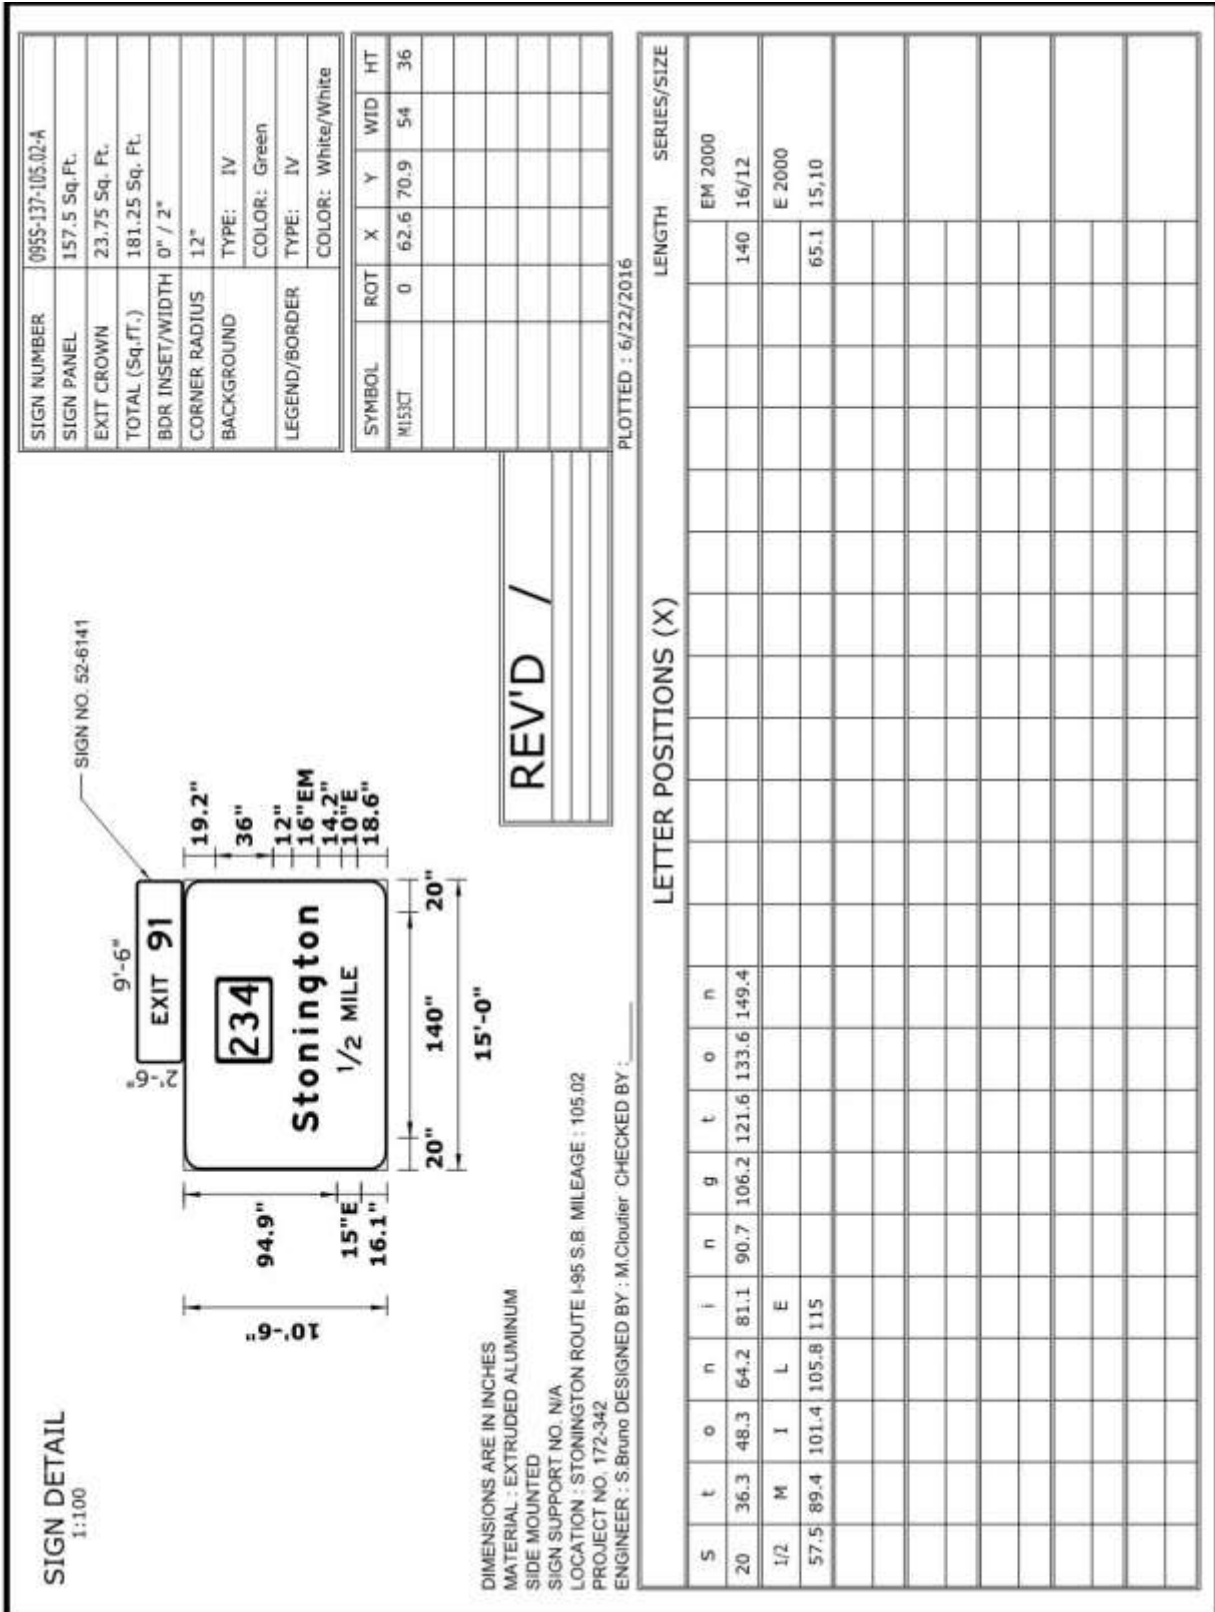 SIGN DETAIL
1:100
SIGN NO. 52-6141
9'-6"
2'-6"
EXIT 91
234
Stonington
1/2 MILE
19.2"
36"
12"
16"EM
14.2"
10"E
18.6"
94.9"
15"E
16.1"
10'-6"
20" 140" 20"
15'-0"
SIGN NUMBER 095S-137-105.02-A
SIGN PANEL 157.5 Sq.Ft.
EXIT CROWN 23.75 Sq. Ft.
TOTAL (Sq.fT.) 181.25 Sq. Ft.
BDR INSET/WIDTH 0" / 2"
CORNER RADIUS 12"
BACKGROUND TYPE: IV
COLOR: Green
LEGEND/BORDER TYPE: IV
COLOR: White/White
SYMBOL ROT X Y WID HT
M153CT 0 62.6 70.9 54 36
REV'D /
DIMENSIONS ARE IN INCHES
MATERIAL : EXTRUDED ALUMINUM
SIDE MOUNTED
SIGN SUPPORT NO. N/A
LOCATION : STONINGTON ROUTE I-95 S.B. MILEAGE : 105.02
PROJECT NO. 172-342
ENGINEER : S.Bruno DESIGNED BY : M.Cloutier CHECKED BY :
PLOTTED : 6/22/2016
LETTER POSITIONS (X) LENGTH SERIES/SIZE
S t o n i n g t o n EM 2000
20 36.3 48.3 64.2 81.1 90.7 106.2 121.6 133.6 149.4 140 16/12
1/2 M I L E E 2000
57.5 89.4 101.4 105.8 115 65.1 15,10